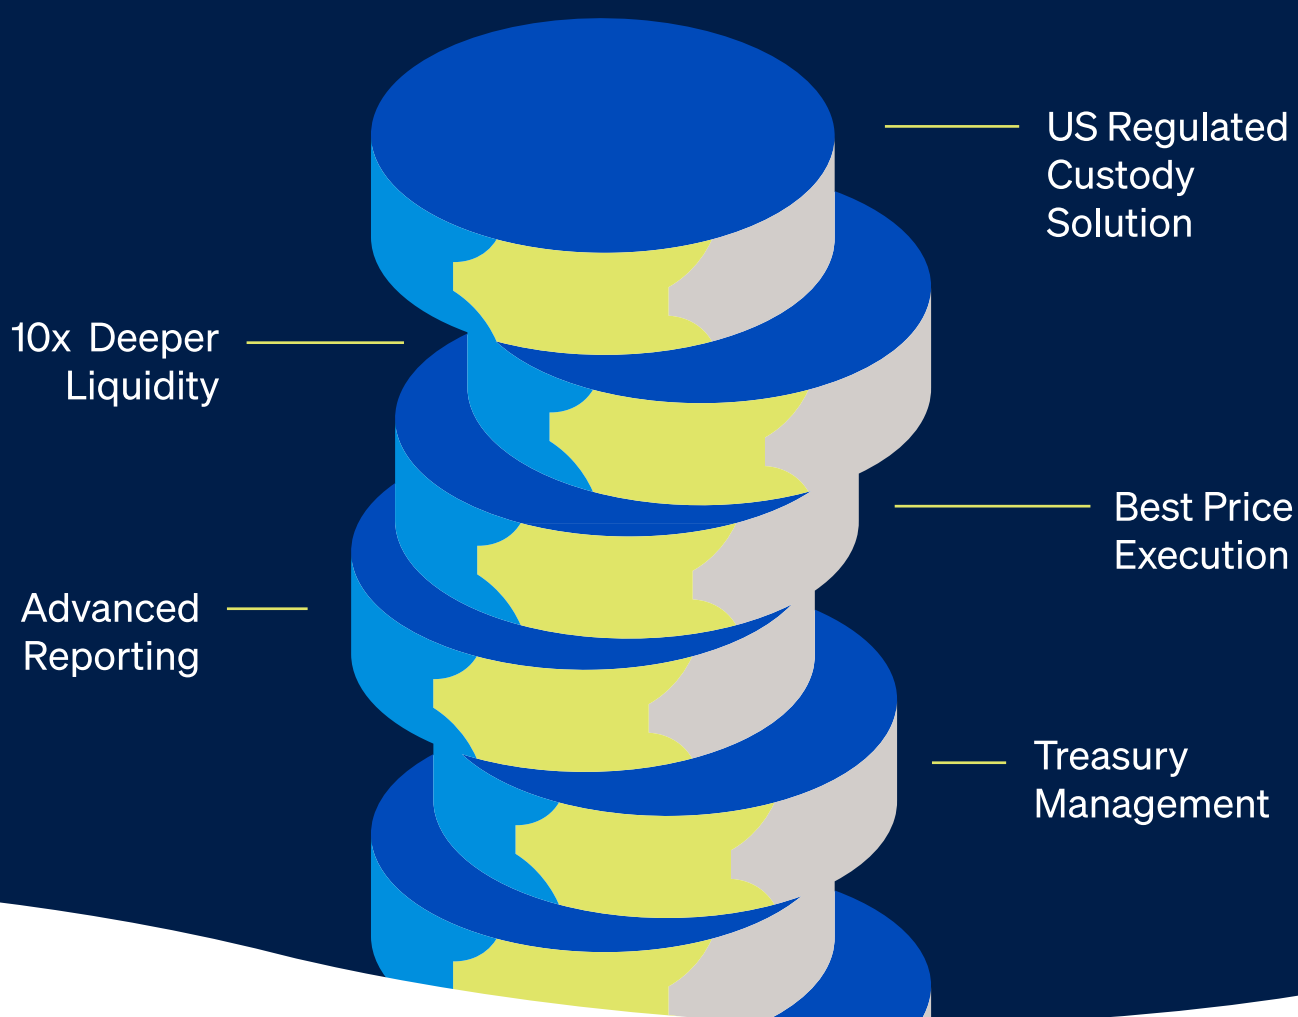 US Regulated
Custody
Solution
10x Deeper
Liquidity
Best Price
Execution
Advanced
Reporting
Treasury
Management